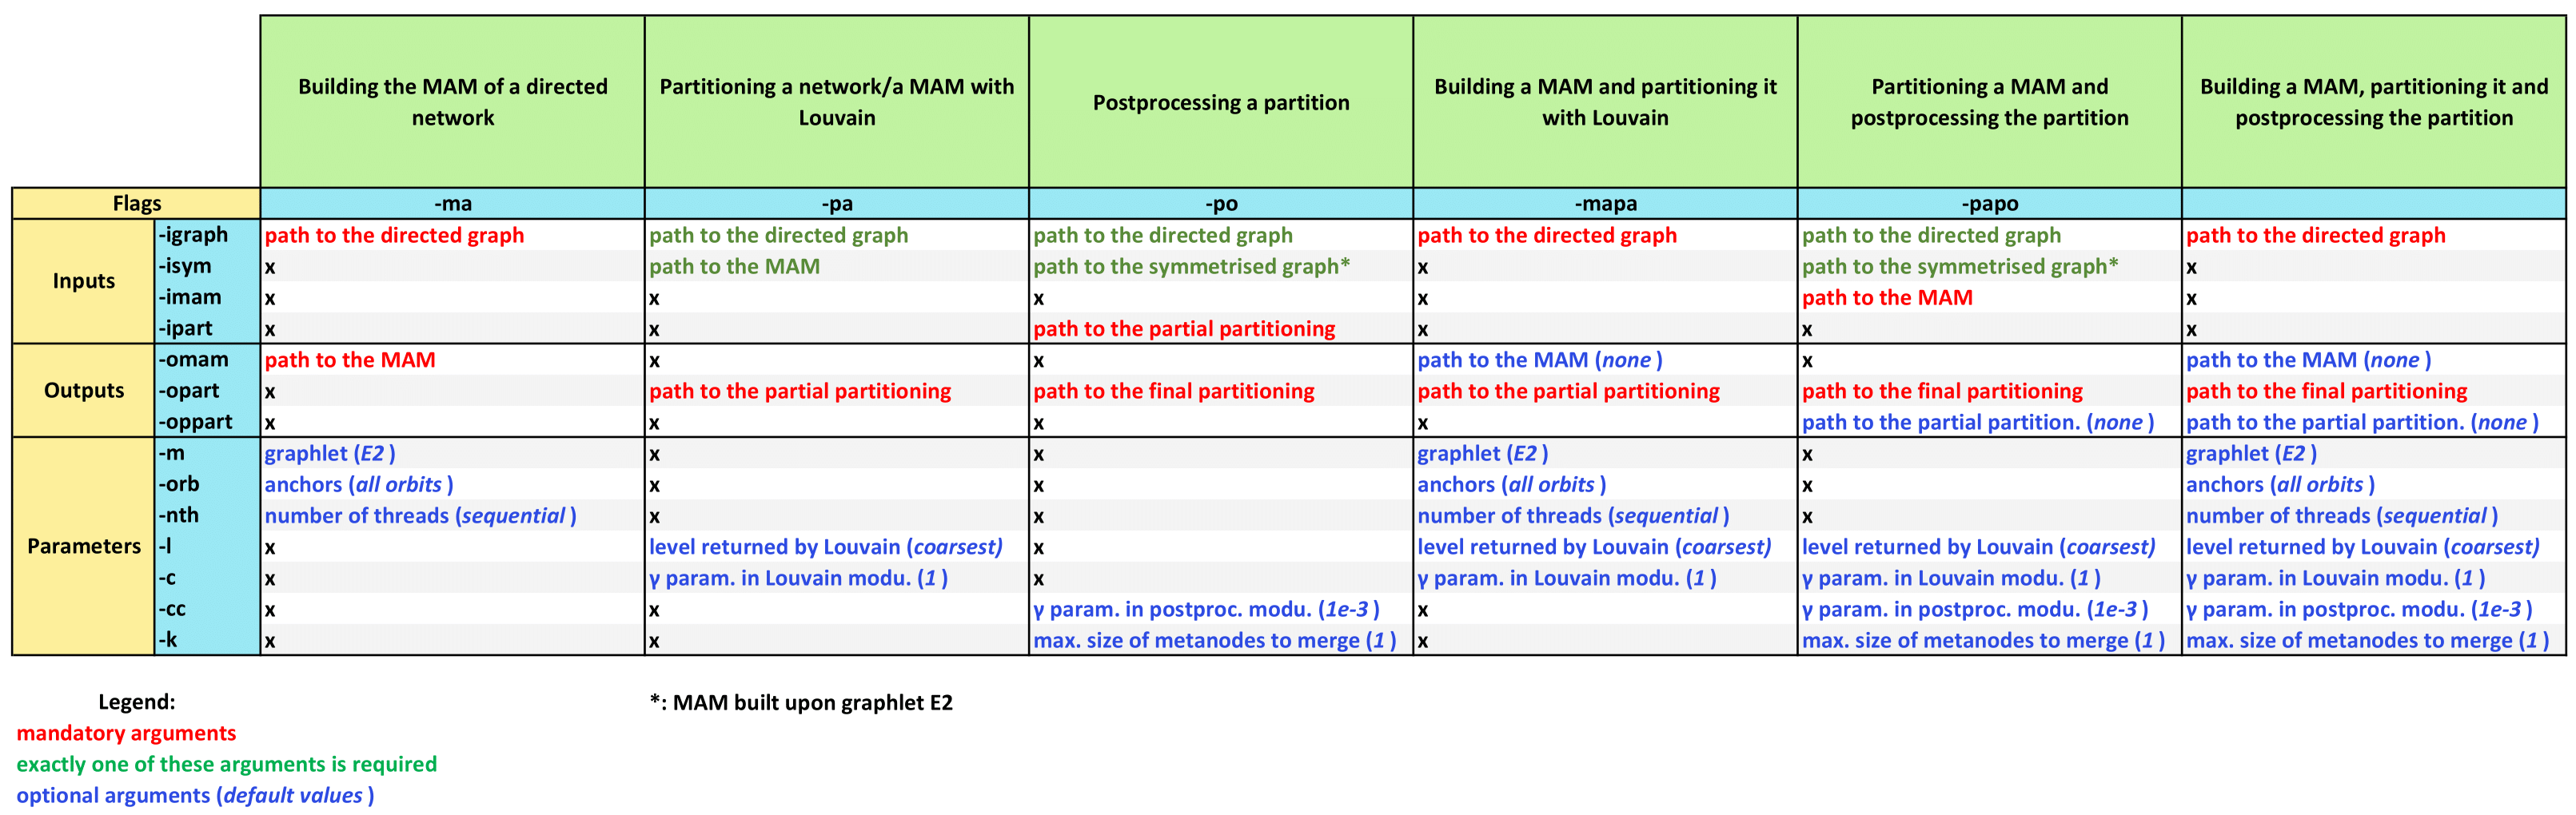 Building the MAM of a directed network
Partitioning a network/a MAM with Louvain
Postprocessing a partition
Building a MAM and partitioning it with Louvain
Partitioning a MAM and postprocessing the partition
Building a MAM, partitioning it and postprocessing the partition
Flags -ma -pa -po -mapa -papo
Inputs
-igraph path to the directed graph path to the directed graph path to the directed graph path to the directed graph path to the directed graph path to the directed graph
-isym x path to the MAM path to the symmetrised graph* x path to the symmetrised graph* x
-imam x x x x path to the MAM x
-ipart x x path to the partial partitioning x x x
Outputs
-omam path to the MAM x x path to the MAM (none ) x path to the MAM (none )
-opart x path to the partial partitioning path to the final partitioning path to the partial partitioning path to the final partitioning path to the final partitioning
-oppart x x x x path to the partial partition. (none ) path to the partial partition. (none )
Parameters
-m graphlet (E2 ) x x graphlet (E2 ) x graphlet (E2 )
-orb anchors (all orbits ) x x anchors (all orbits ) x anchors (all orbits )
-nth number of threads (sequential ) x x number of threads (sequential ) x number of threads (sequential )
-l x level returned by Louvain (coarsest) x level returned by Louvain (coarsest) level returned by Louvain (coarsest) level returned by Louvain (coarsest)
-c x γ param. in Louvain modu. (1 ) x γ param. in Louvain modu. (1 ) γ param. in Louvain modu. (1 ) γ param. in Louvain modu. (1 )
-cc x x γ param. in postproc. modu. (1e-3 ) x γ param. in postproc. modu. (1e-3 ) γ param. in postproc. modu. (1e-3 )
-k x x max. size of metanodes to merge (1 ) x max. size of metanodes to merge (1 ) max. size of metanodes to merge (1 )
Legend: *: MAM built upon graphlet E2
mandatory arguments
exactly one of these arguments is required
optional arguments (default values )